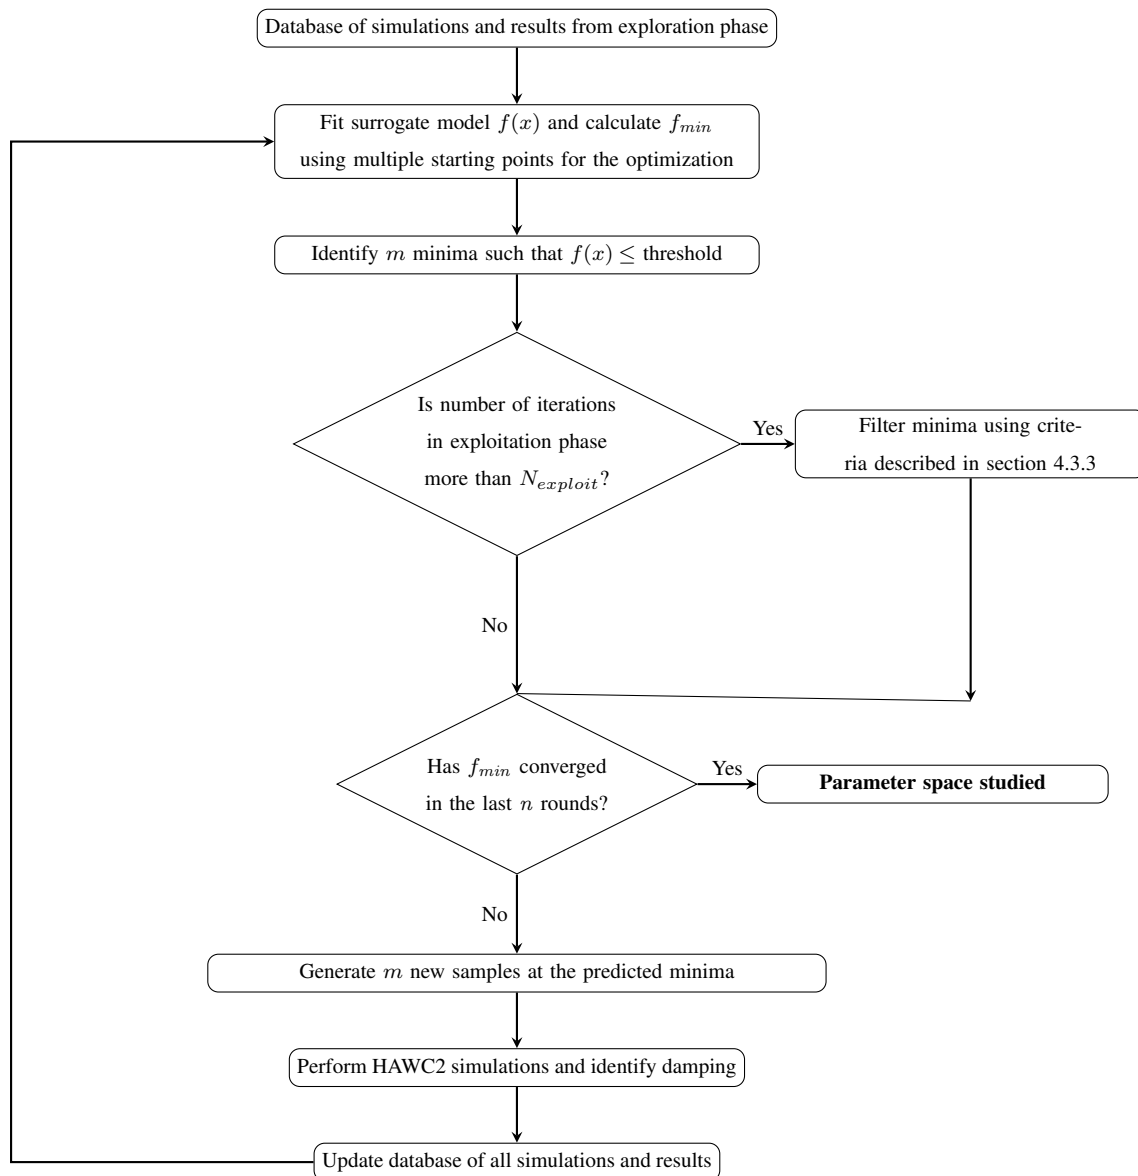 Database of simulations and results from exploration phase
Fit surrogate model f(x) and calculate f_min
using multiple starting points for the optimization
Identify m minima such that f(x) ≤ threshold
Is number of iterations
in exploitation phase
more than N_exploit?
Yes
Filter minima using crite-
ria described in section 4.3.3
No
Has f_min converged
in the last n rounds?
Yes
Parameter space studied
No
Generate m new samples at the predicted minima
Perform HAWC2 simulations and identify damping
Update database of all simulations and results